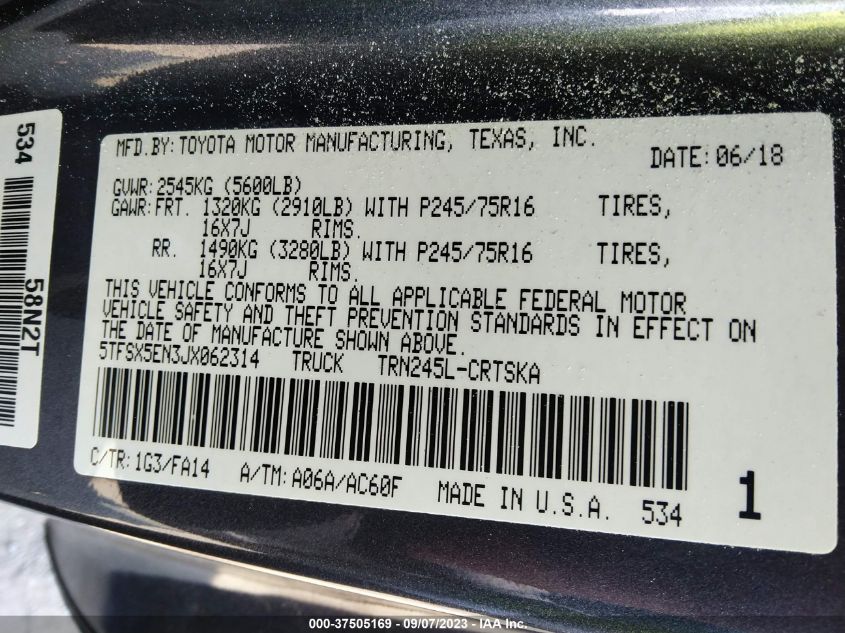 534
58N2T
MFD.BY:TOYOTA MOTOR MANUFACTURING, TEXAS, INC.
DATE:06/18
GVWR:2545KG (5600LB)
GAWR:FRT. 1320KG (2910LB) WITH P245/75R16 TIRES,
16X7J RIMS.
RR. 1490KG (3280LB) WITH P245/75R16 TIRES,
16X7J RIMS.
THIS VEHICLE CONFORMS TO ALL APPLICABLE FEDERAL MOTOR
VEHICLE SAFETY AND THEFT PREVENTION STANDARDS IN EFFECT ON
THE DATE OF MANUFACTURE SHOWN ABOVE.
5TFSX5EN3JX062314 TRUCK TRN245L-CRTSKA
C/TR:1G3/FA14 A/TM:A06A/AC60F MADE IN U.S.A. 534
1
000-37505169 - 09/07/2023 - IAA Inc.